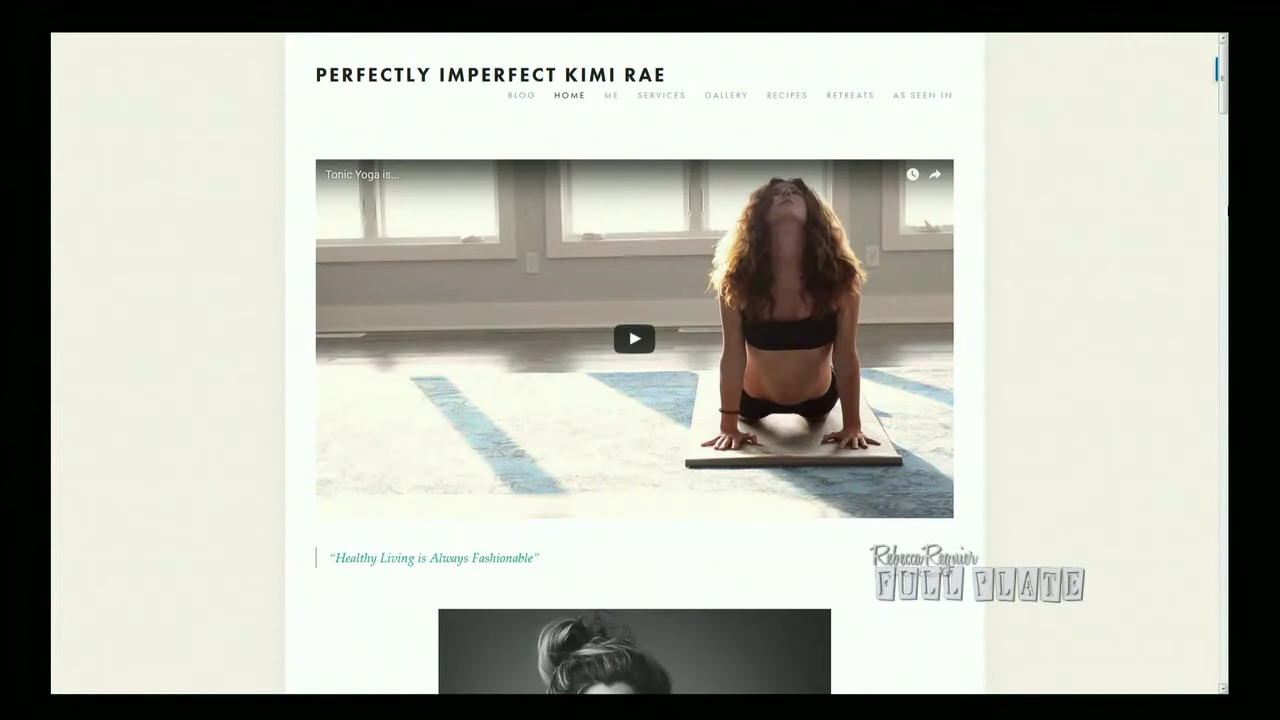 PERFECTLY IMPERFECT KIMI RAE
BLOG HOME ME SERVICES GALLERY RECIPES RETREATS AS SEEN IN
Tonic Yoga is...
“Healthy Living is Always Fashionable”
Rebecca Regnier
FULL PLATE